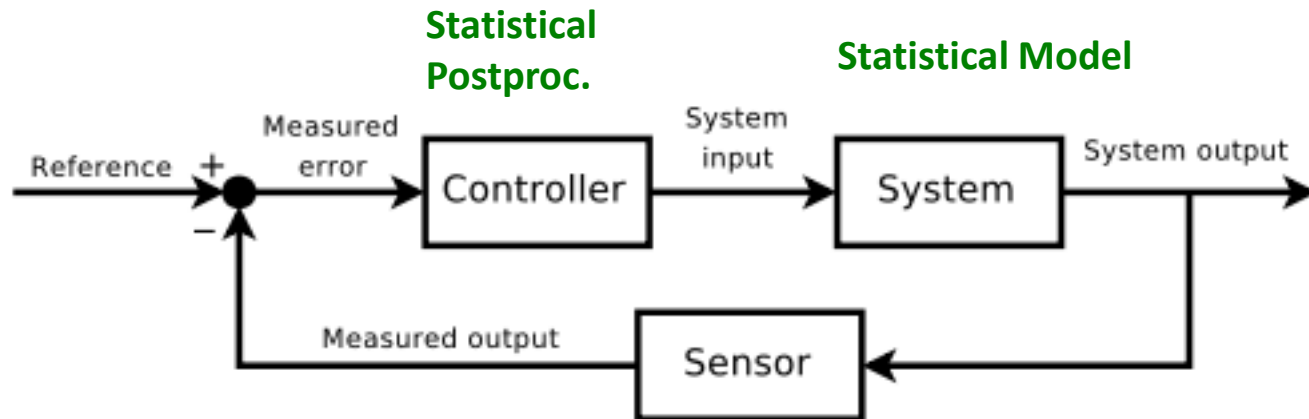 Statistical
Postproc.
Statistical Model
Reference
+
−
Measured
error
Controller
System
input
System
System output
Measured output
Sensor